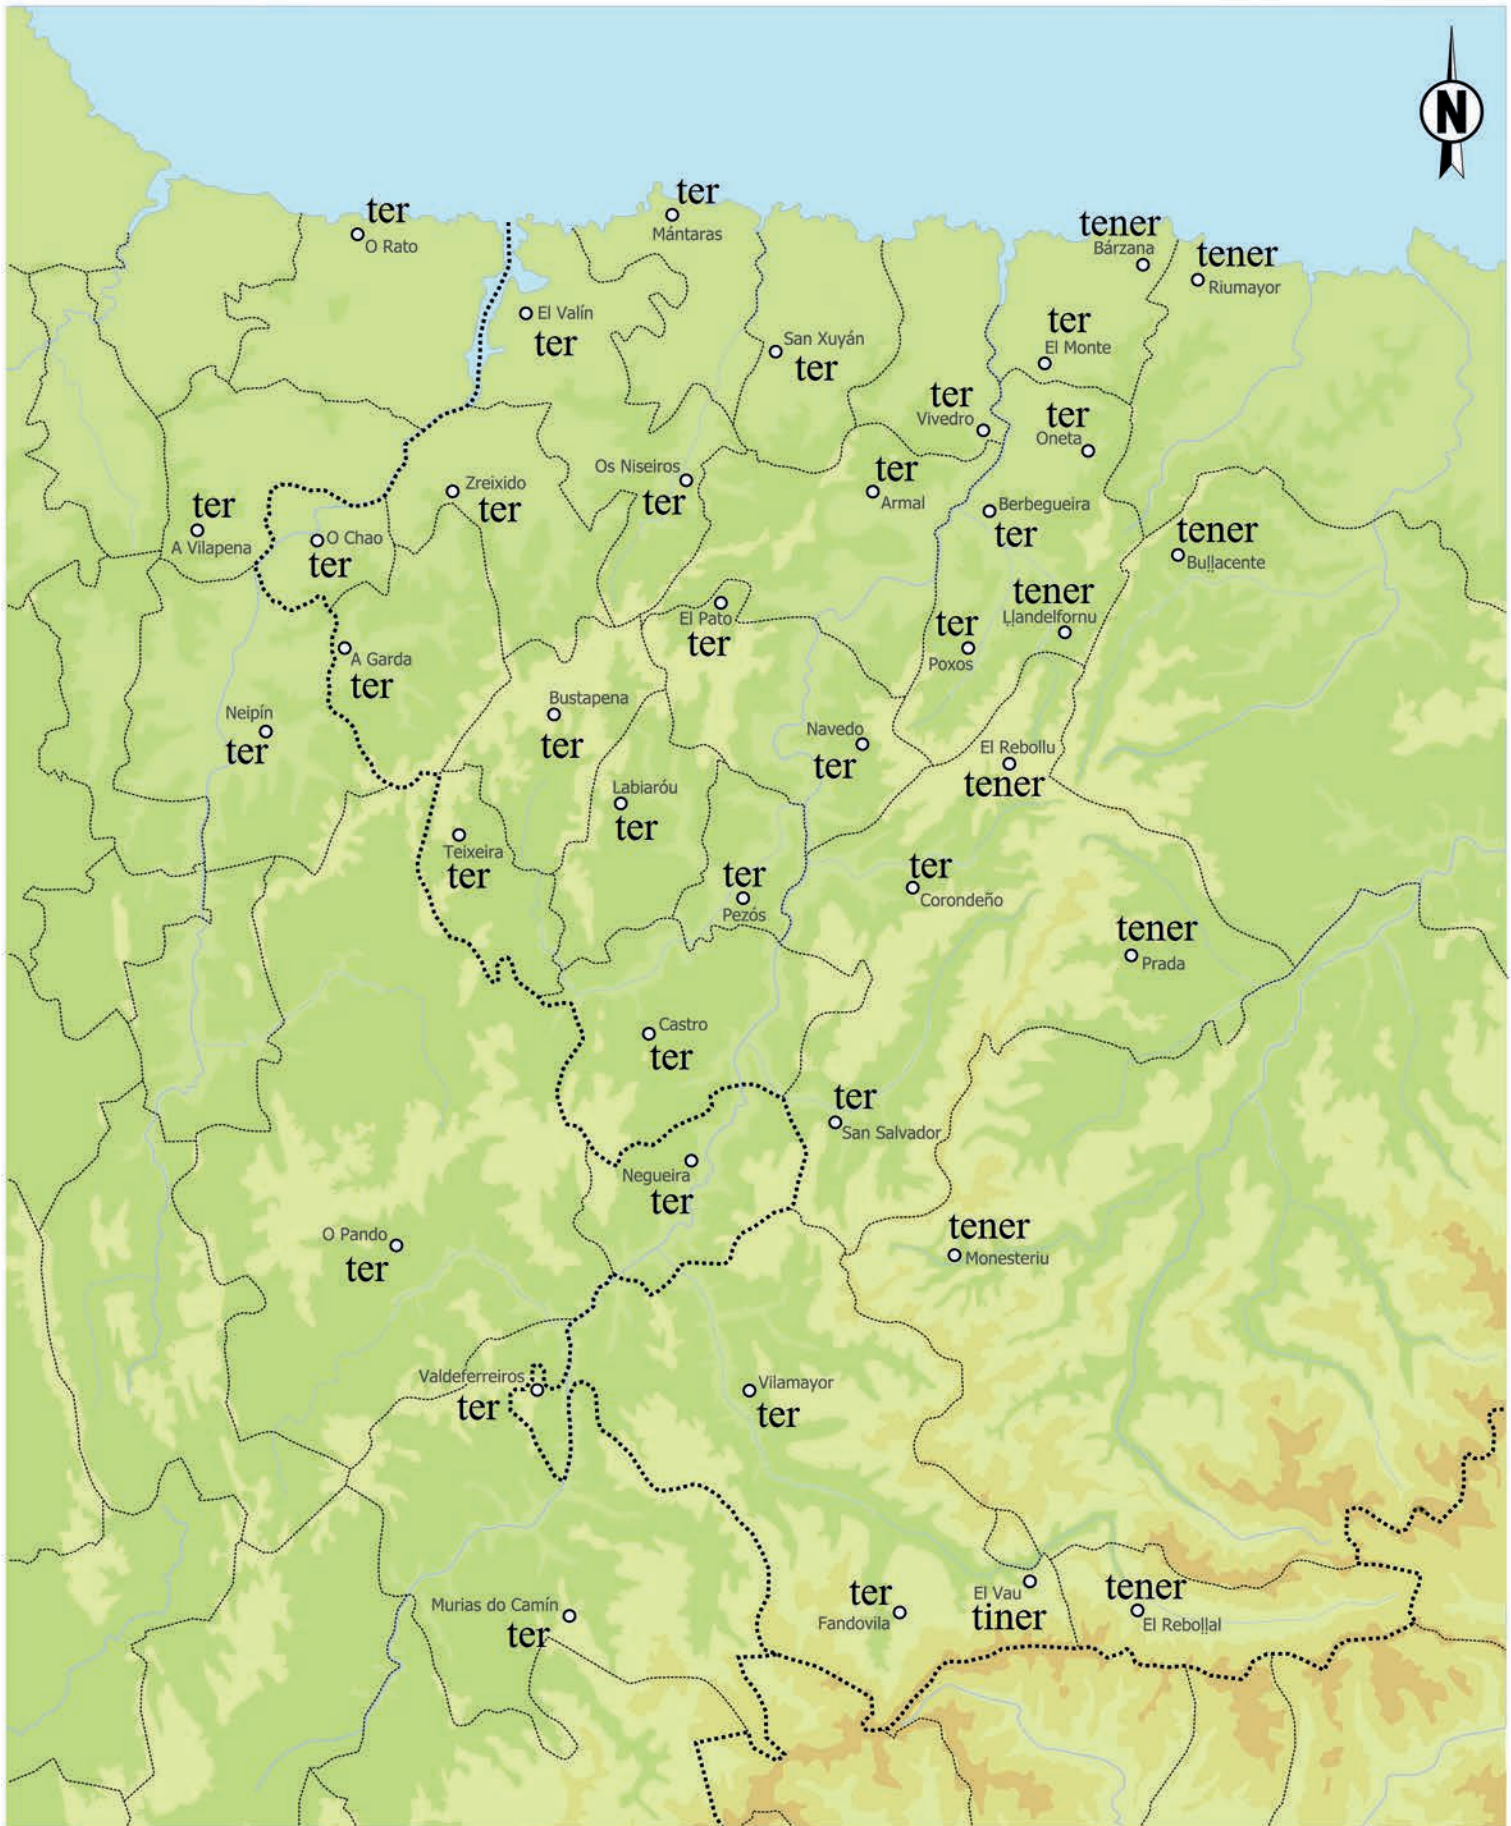 N
ter
Mántaras
ter
O Rato
tener
Bárzana
tener
Riumayor
El Valín
ter
San Xuyán
ter
ter
El Monte
ter
Vivedro
ter
Oneta
Os Niseiros
ter
Zreixido
ter
ter
Armal
Berbegueira
ter
ter
A Vilapena
O Chao
ter
tener
Buḷḷacente
tener
Ḷḷandelfornu
El Pato
ter
ter
Poxos
A Garda
ter
Bustapena
ter
Neipín
ter
Navedo
ter
El Rebollu
tener
Labiaróu
ter
Teixeira
ter
ter
Pezós
ter
Corondeño
tener
Prada
Castro
ter
ter
San Salvador
Negueira
ter
O Pando
ter
tener
Monesteriu
Valdeferreiros
ter
Vilamayor
ter
Murias do Camín
ter
ter
Fandovila
El Vau
tiner
tener
El Reboḷḷal